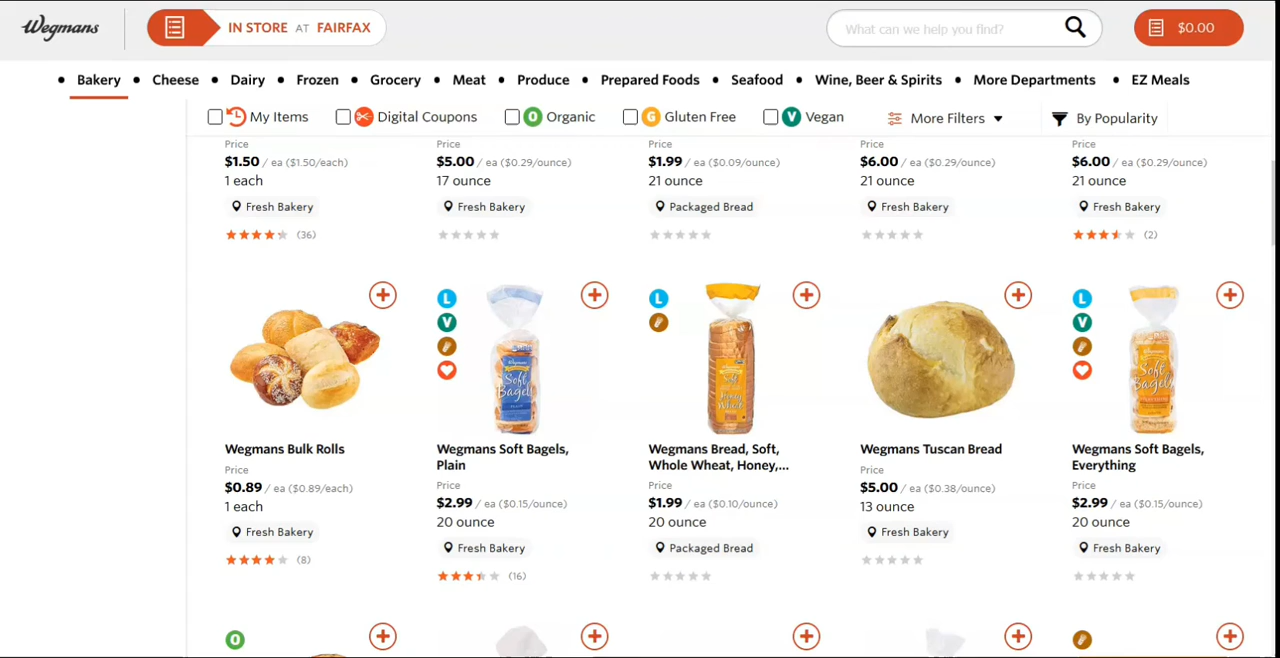 Wegmans
IN STORE AT FAIRFAX
What can we help you find?
$0.00
Bakery • Cheese • Dairy • Frozen • Grocery • Meat • Produce • Prepared Foods • Seafood • Wine, Beer & Spirits • More Departments • EZ Meals
My Items Digital Coupons O Organic G Gluten Free V Vegan More Filters By Popularity
Price Price Price Price Price
$1.50 / ea ($1.50/each) $5.00 / ea ($0.29/ounce) $1.99 / ea ($0.09/ounce) $6.00 / ea ($0.29/ounce) $6.00 / ea ($0.29/ounce)
1 each 17 ounce 21 ounce 21 ounce 21 ounce
Fresh Bakery Fresh Bakery Packaged Bread Fresh Bakery Fresh Bakery
(36) (2)
L L L
V V
Soft Bagels Soft Honey Wheat Soft Bagels
Wegmans Bulk Rolls
Price
$0.89 / ea ($0.89/each)
1 each
Fresh Bakery
(8)
Wegmans Soft Bagels,
Plain
Price
$2.99 / ea ($0.15/ounce)
20 ounce
Fresh Bakery
(16)
Wegmans Bread, Soft,
Whole Wheat, Honey,...
Price
$1.99 / ea ($0.10/ounce)
20 ounce
Packaged Bread
Wegmans Tuscan Bread
Price
$5.00 / ea ($0.38/ounce)
13 ounce
Fresh Bakery
Wegmans Soft Bagels,
Everything
Price
$2.99 / ea ($0.15/ounce)
20 ounce
Fresh Bakery
O